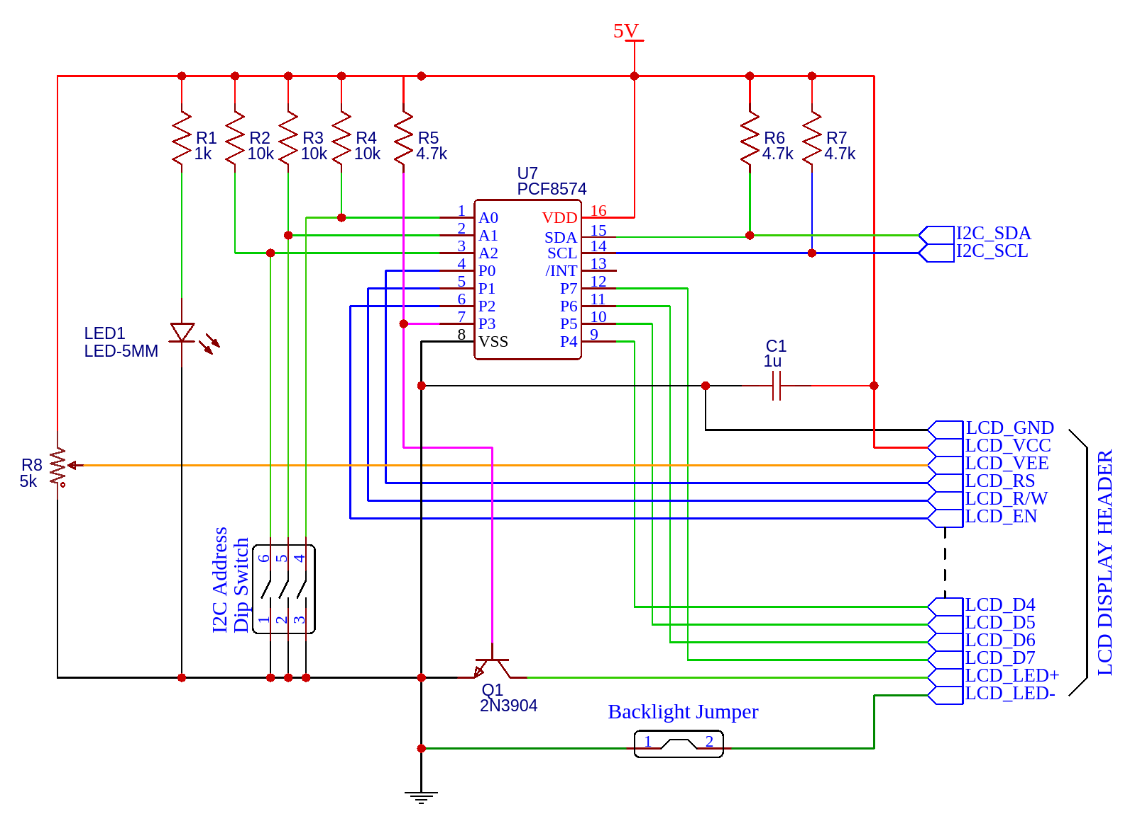 5V
R1
1k
R2
10k
R3
10k
R4
10k
R5
4.7k
R6
4.7k
R7
4.7k
U7
PCF8574
1 A0
2 A1
3 A2
4 P0
5 P1
6 P2
7 P3
8 VSS
VDD 16
SDA 15
SCL 14
/INT 13
P7 12
P6 11
P5 10
P4 9
I2C_SDA
I2C_SCL
LED1
LED-5MM
C1
1u
R8
5k
LCD_GND
LCD_VCC
LCD_VEE
LCD_RS
LCD_R/W
LCD_EN
LCD_D4
LCD_D5
LCD_D6
LCD_D7
LCD_LED+
LCD_LED-
LCD DISPLAY HEADER
I2C Address
Dip Switch
6 5 4
1 2 3
Q1
2N3904
Backlight Jumper
1 2